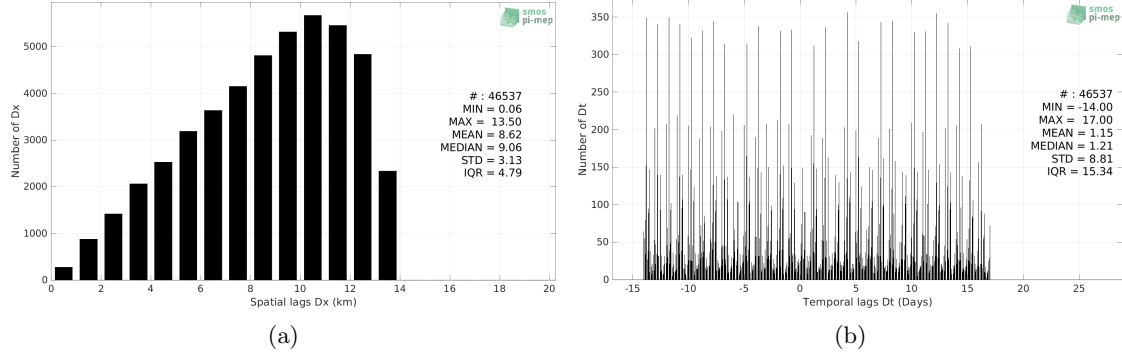 smos
pi-mep
5000
4000
3000
2000
1000
0
Number of Dx
# : 46537
MIN = 0.06
MAX = 13.50
MEAN = 8.62
MEDIAN = 9.06
STD = 3.13
IQR = 4.79
0 2 4 6 8 10 12 14 16 18 20
Spatial lags Dx (km)
(a)
smos
pi-mep
350
300
250
200
150
100
50
0
Number of Dt
# : 46537
MIN = -14.00
MAX = 17.00
MEAN = 1.15
MEDIAN = 1.21
STD = 8.81
IQR = 15.34
-15 -10 -5 0 5 10 15 20 25
Temporal lags Dt (Days)
(b)